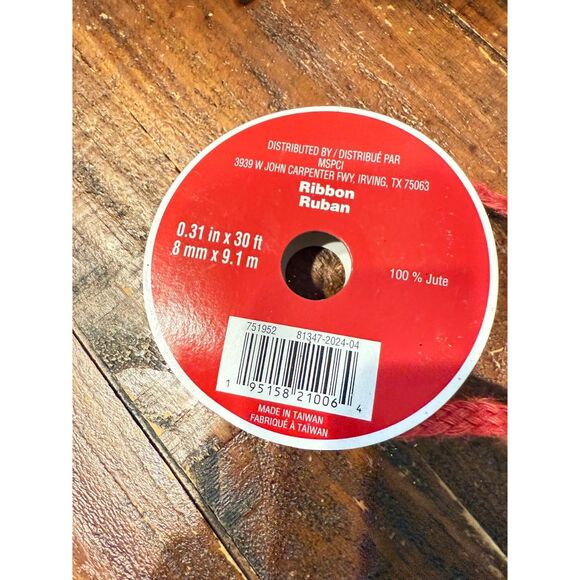 DISTRIBUTED BY / DISTRIBUÉ PAR
MSPCI
3939 W JOHN CARPENTER FWY, IRVING, TX 75063
Ribbon
Ruban
0.31 in x 30 ft
8 mm x 9.1 m
100 % Jute
751952 81347-2024-04
1 95158 21006 4
MADE IN TAIWAN
FABRIQUÉ À TAÏWAN